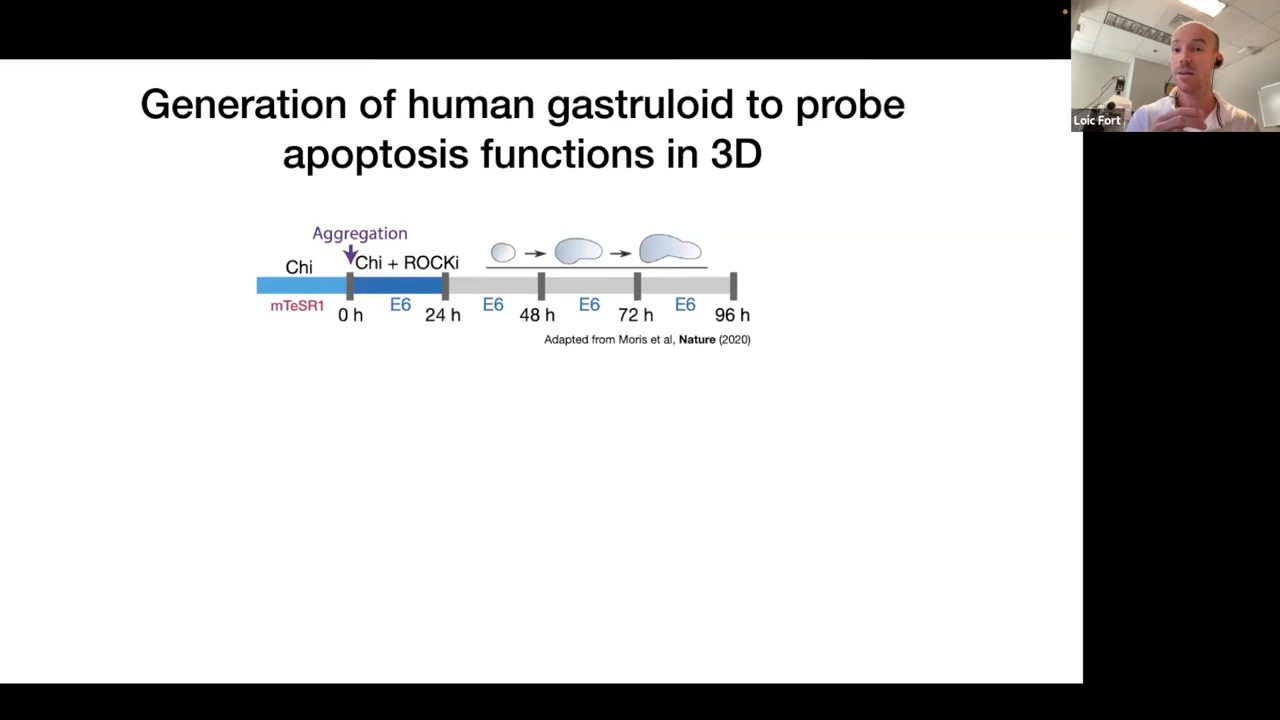 Loic Fort
Generation of human gastruloid to probe
apoptosis functions in 3D
Aggregation
Chi
Chi + ROCKi
mTeSR1
E6
E6
E6
E6
0 h
24 h
48 h
72 h
96 h
Adapted from Moris et al, Nature (2020)